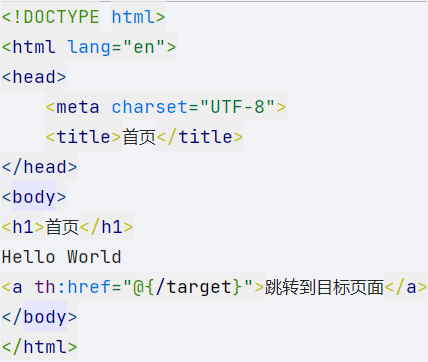 <!DOCTYPE html>
<html lang="en">
<head>
    <meta charset="UTF-8">
    <title>首页</title>
</head>
<body>
<h1>首页</h1>
Hello World
<a th:href="@{/target}">跳转到目标页面</a>
</body>
</html>